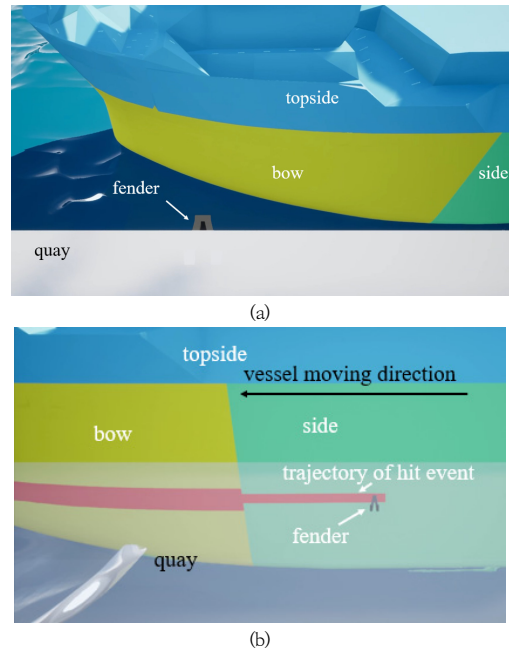 topside
bow
side
fender
quay
(a)
topside
vessel moving direction
bow
side
trajectory of hit event
fender
quay
(b)